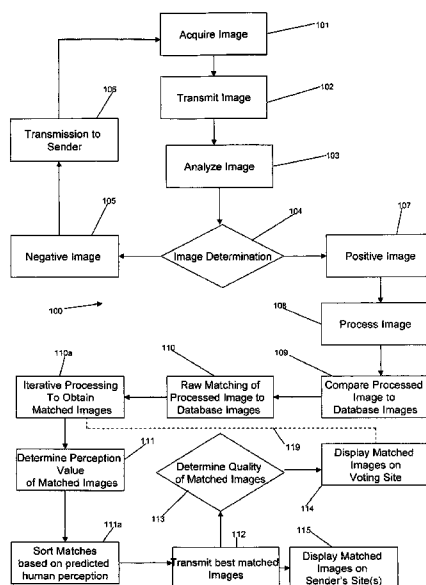 Acquire Image
101
106
Transmit Image
102
Transmission to
Sender
Analyze Image
103
105
104
107
Negative Image
Image Determination
Positive Image
100
108
Process Image
110a
110
109
Iterative Processing
To Obtain
Matched Images
Raw Matching of
Processed Image to
Database Images
Compare Processed
Image to
Database Images
119
Determine Perception
Value
of Matched Images
111
Determine Quality
of Matched Images
113
Display Matched
Images on
Voting Site
114
111a
112
115
Sort Matches
based on predicted
human perception
Transmit best matched
Images
Display Matched
Images on
Sender's Site(s)